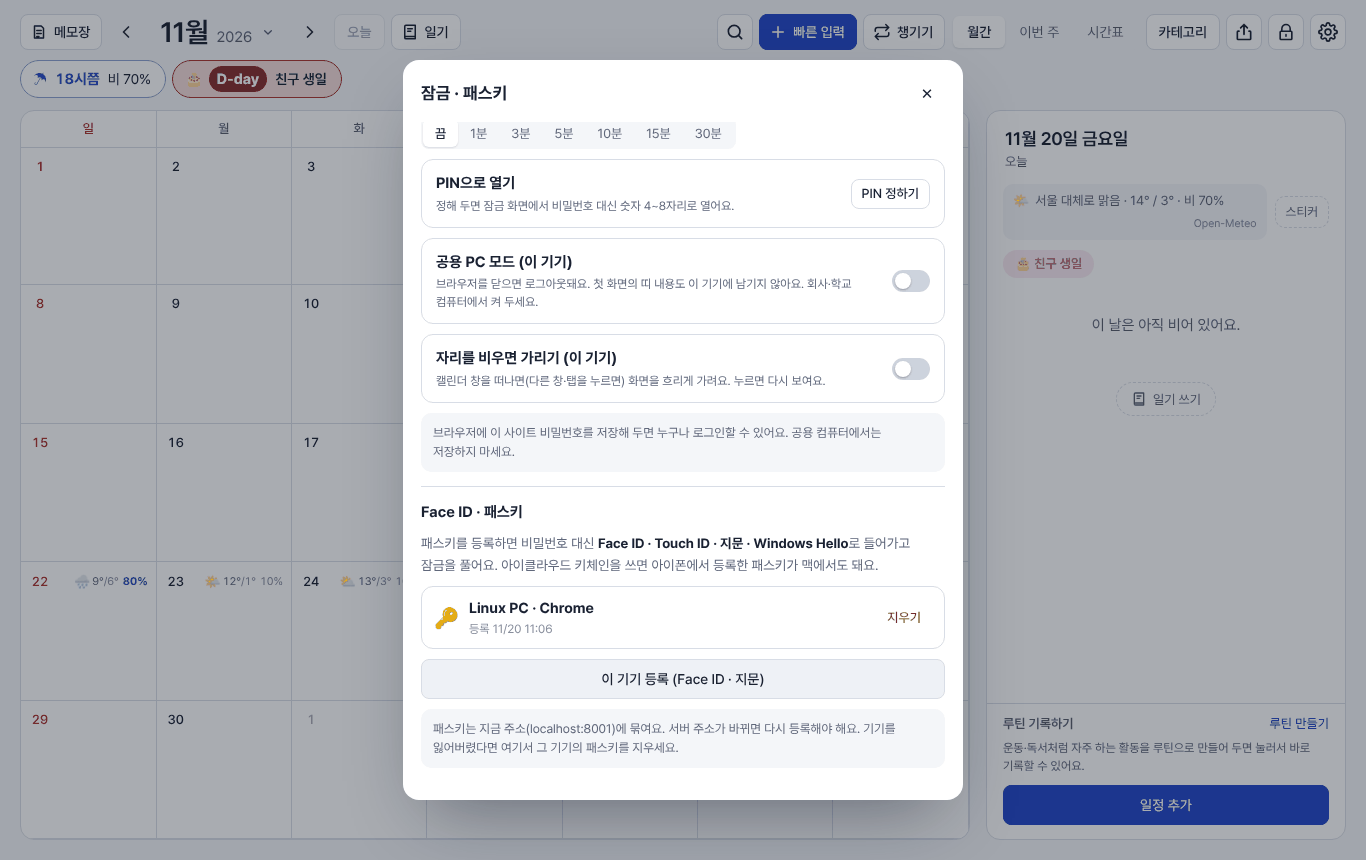 메모장
11월 2026
오늘
일기
빠른 입력
챙기기
월간
이번 주
시간표
카테고리
18시쯤 비 70%
D-day 친구 생일
일
월
화
1
2
3
8
9
10
15
16
17
22
9°/6° 80%
23
12°/1° 10%
24
13°/3°
29
30
1
잠금 · 패스키
끔
1분
3분
5분
10분
15분
30분
PIN으로 열기
정해 두면 잠금 화면에서 비밀번호 대신 숫자 4~8자리로 열어요.
PIN 정하기
공용 PC 모드 (이 기기)
브라우저를 닫으면 로그아웃돼요. 첫 화면의 띠 내용도 이 기기에 남기지 않아요. 회사·학교
컴퓨터에서 켜 두세요.
자리를 비우면 가리기 (이 기기)
캘린더 창을 떠나면(다른 창·탭을 누르면) 화면을 흐리게 가려요. 누르면 다시 보여요.
브라우저에 이 사이트 비밀번호를 저장해 두면 누구나 로그인할 수 있어요. 공용 컴퓨터에서는
저장하지 마세요.
Face ID · 패스키
패스키를 등록하면 비밀번호 대신 Face ID · Touch ID · 지문 · Windows Hello로 들어가고
잠금을 풀어요. 아이클라우드 키체인을 쓰면 아이폰에서 등록한 패스키가 맥에서도 돼요.
Linux PC · Chrome
등록 11/20 11:06
지우기
이 기기 등록 (Face ID · 지문)
패스키는 지금 주소(localhost:8001)에 묶여요. 서버 주소가 바뀌면 다시 등록해야 해요. 기기를
잃어버렸다면 여기서 그 기기의 패스키를 지우세요.
11월 20일 금요일
오늘
서울 대체로 맑음 · 14° / 3° · 비 70%
Open-Meteo
스티커
친구 생일
이 날은 아직 비어 있어요.
일기 쓰기
루틴 기록하기
루틴 만들기
운동·독서처럼 자주 하는 활동을 루틴으로 만들어 두면 눌러서 바로
기록할 수 있어요.
일정 추가